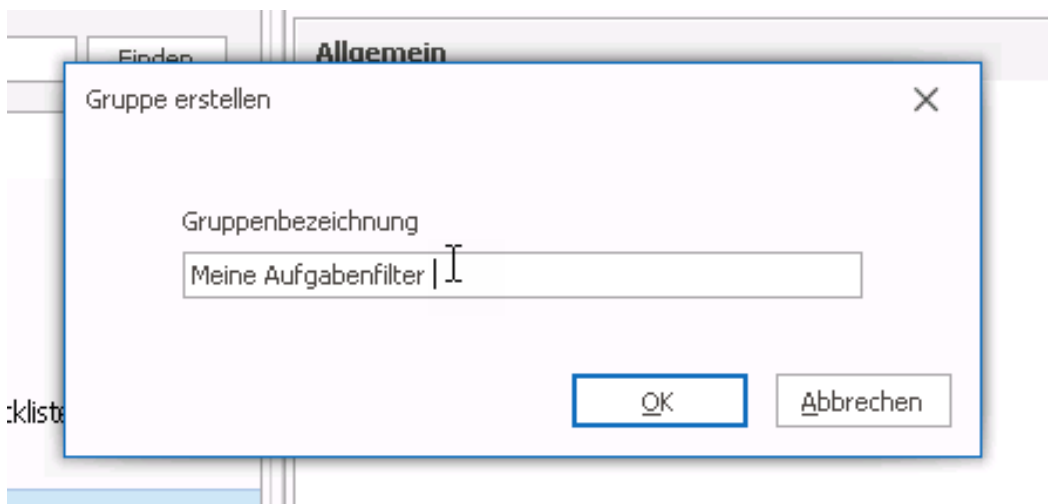 Finden
Allgemein
Gruppe erstellen
Gruppenbezeichnung
Meine Aufgabenfilter
OK
Abbrechen